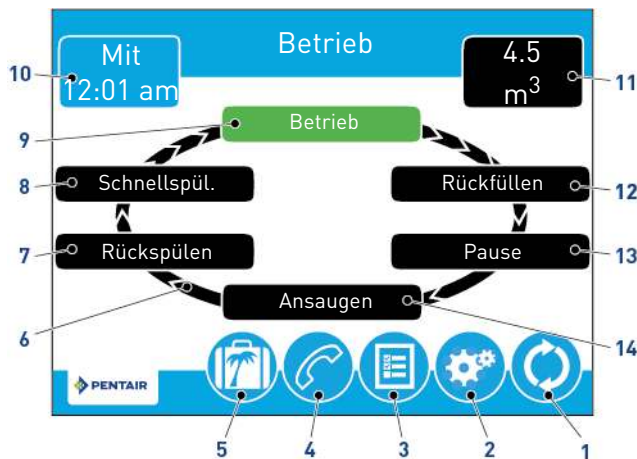 Betrieb
Mit
12:01 am
4.5
m³
10
11
9
Betrieb
8
Schnellspül.
Rückfüllen
12
7
Rückspülen
Pause
13
6
Ansaugen
14
PENTAIR
5
4
3
2
1